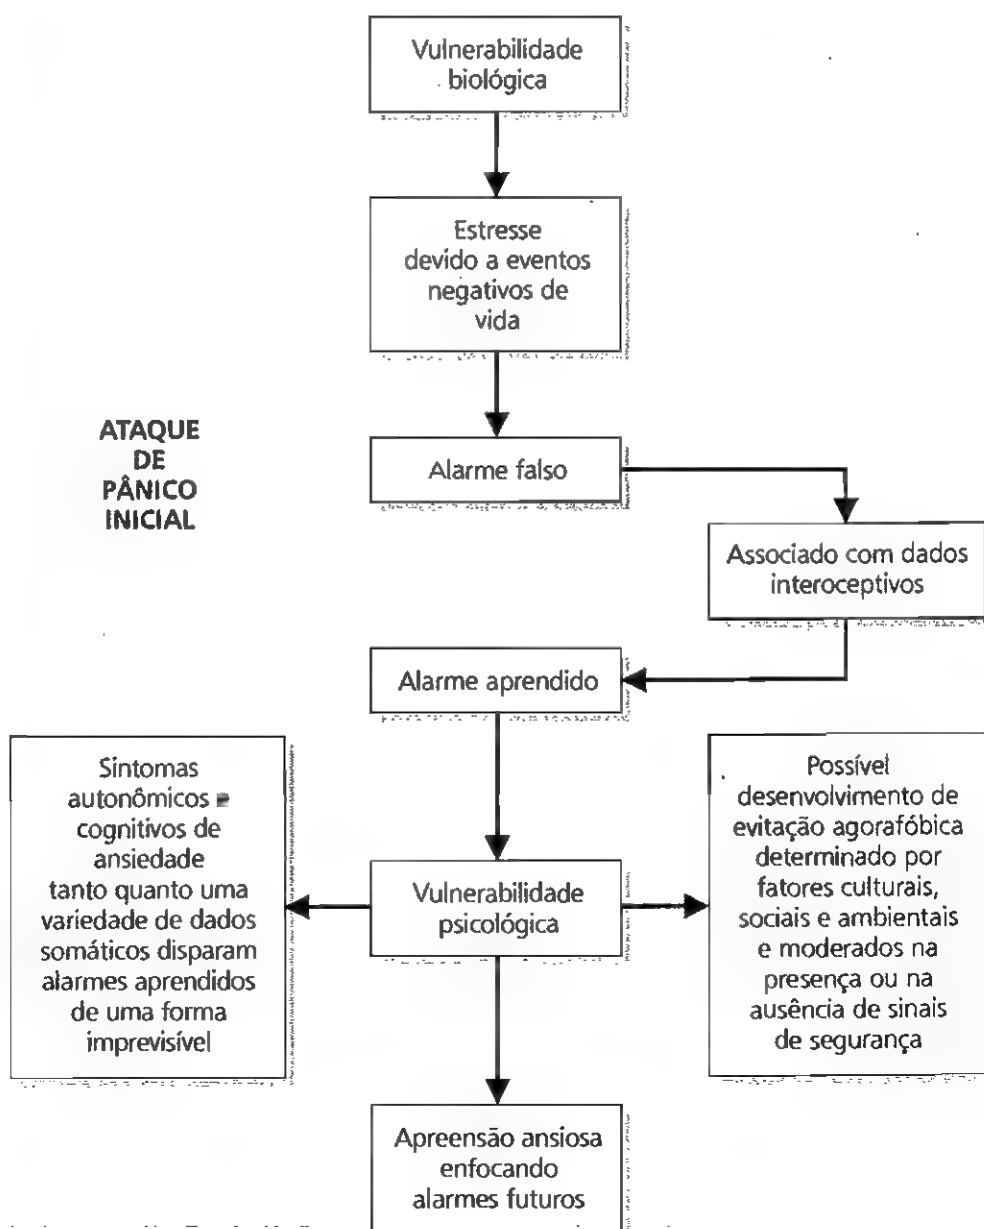 Vulnerabilidade
biológica
Estresse
devido a eventos
negativos de
vida
ATAQUE
DE
PÂNICO
INICIAL
Alarme falso
Associado com dados
interoceptivos
Alarme aprendido
Sintomas
autonômicos e
cognitivos de
ansiedade
tanto quanto uma
variedade de dados
somáticos disparam
alarmes aprendidos
de uma forma
imprevisível
Vulnerabilidade
psicológica
Possível
desenvolvimento de
evitação agorafóbica
determinado por
fatores culturais,
sociais e ambientais
e moderados na
presença ou na
ausência de sinais
de segurança
Apreensão ansiosa
enfocando
alarmes futuros